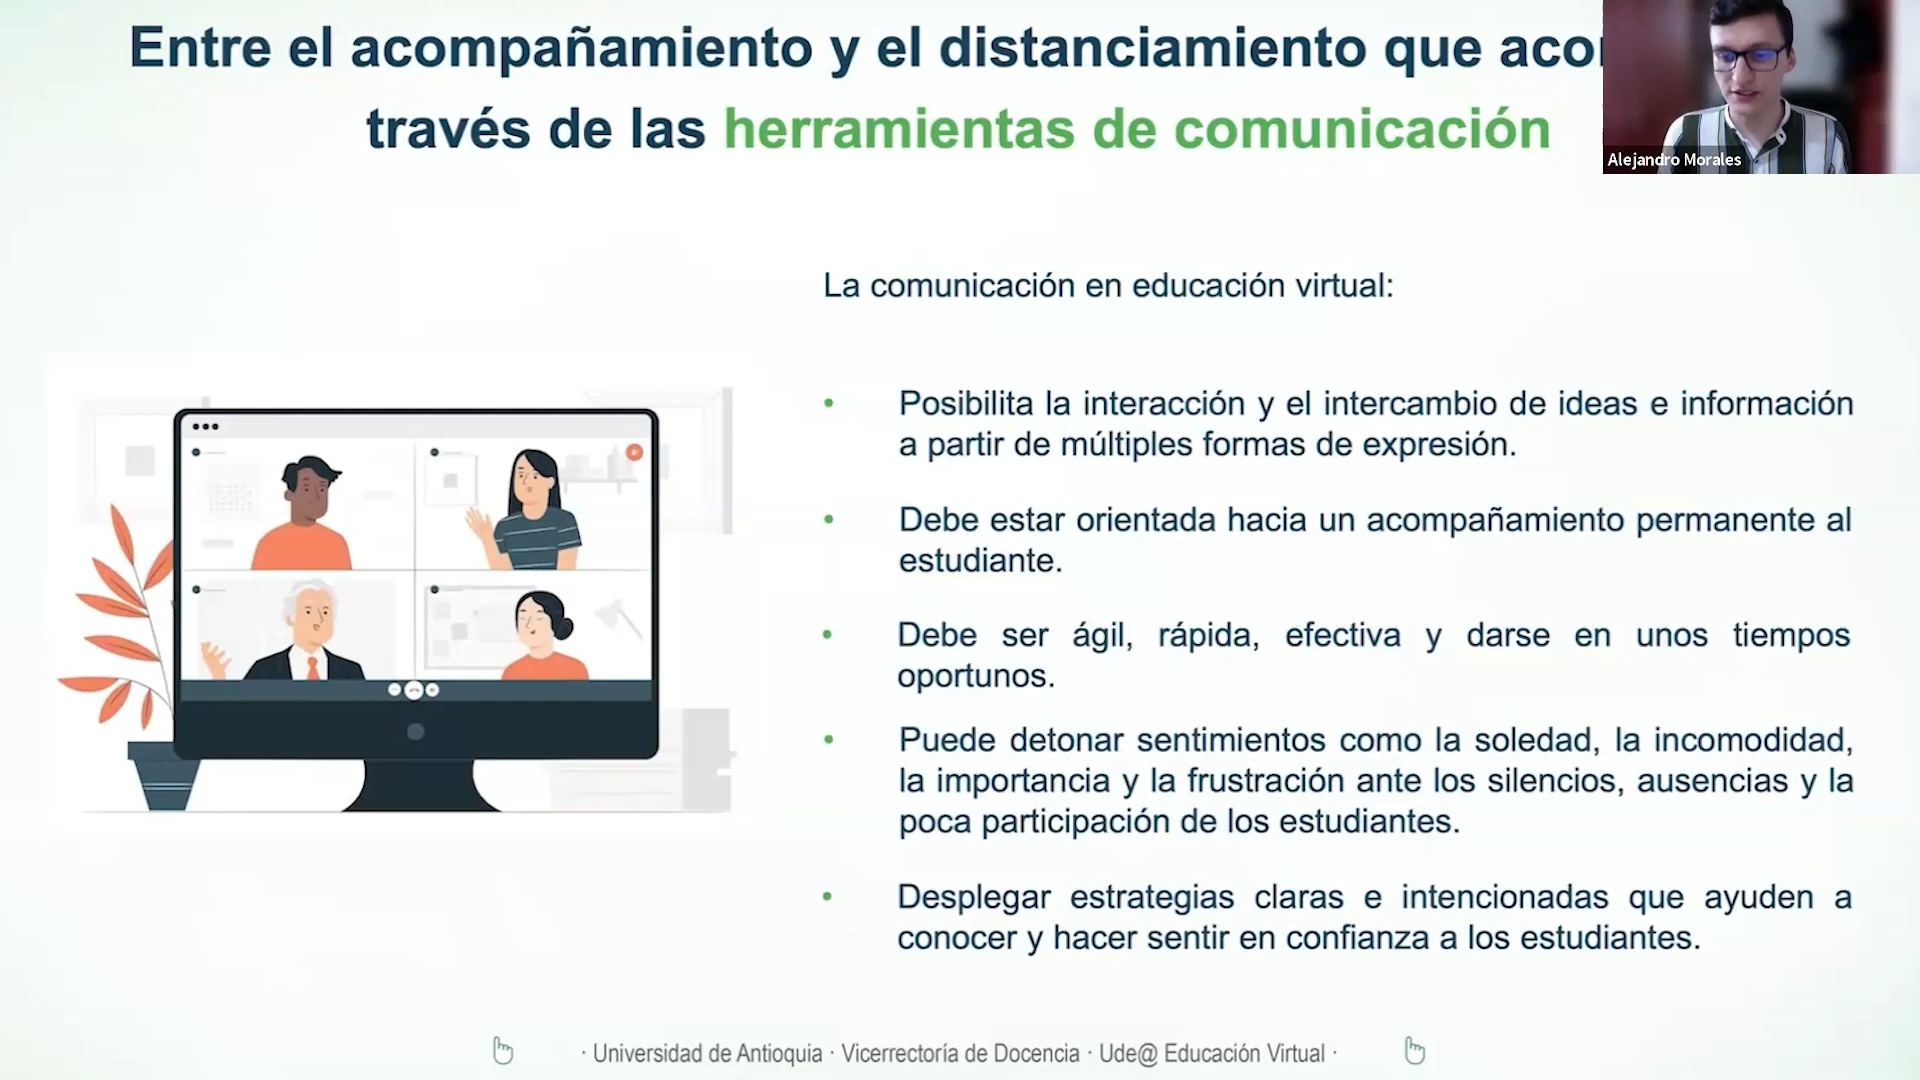 Entre el acompañamiento y el distanciamiento que
través de las herramientas de comunicación
Alejandro Morales
La comunicación en educación virtual:
• Posibilita la interacción y el intercambio de ideas e información
a partir de múltiples formas de expresión.
• Debe estar orientada hacia un acompañamiento permanente al
estudiante.
• Debe ser ágil, rápida, efectiva y darse en unos tiempos
oportunos.
• Puede detonar sentimientos como la soledad, la incomodidad,
la importancia y la frustración ante los silencios, ausencias y la
poca participación de los estudiantes.
• Desplegar estrategias claras e intencionadas que ayuden a
conocer y hacer sentir en confianza a los estudiantes.
· Universidad de Antioquia · Vicerrectoría de Docencia · Ude@ Educación Virtual ·